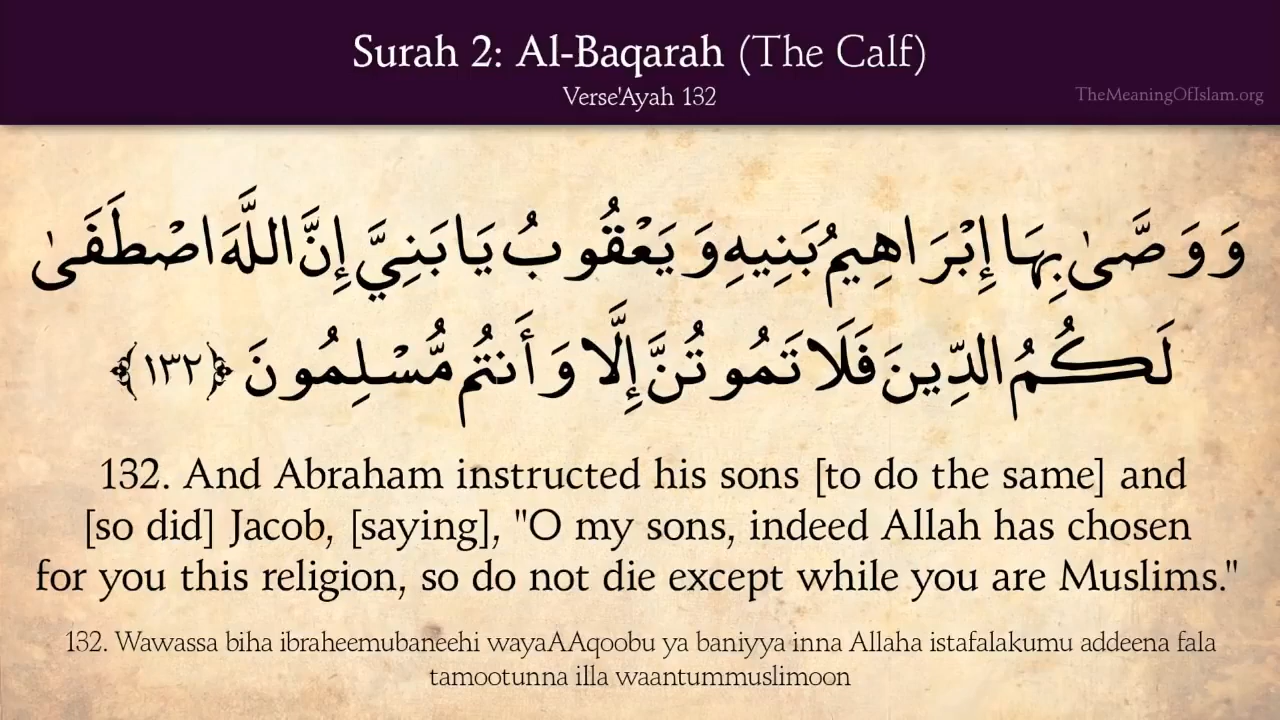 Surah 2: Al-Baqarah (The Calf)
Verse'Ayah 132
TheMeaningOfIslam.org
وَوَصَّىٰ بِهَا إِبْرَاهِيمُ بَنِيهِ وَيَعْقُوبُ يَا بَنِيَّ إِنَّ اللَّهَ اصْطَفَىٰ
لَكُمُ الدِّينَ فَلَا تَمُوتُنَّ إِلَّا وَأَنتُم مُّسْلِمُونَ ﴿١٣٢﴾
132. And Abraham instructed his sons [to do the same] and
[so did] Jacob, [saying], "O my sons, indeed Allah has chosen
for you this religion, so do not die except while you are Muslims."
132. Wawassa biha ibraheemubaneehi wayaAAqoobu ya baniyya inna Allaha istafalakumu addeena fala
tamootunna illa waantummuslimoon